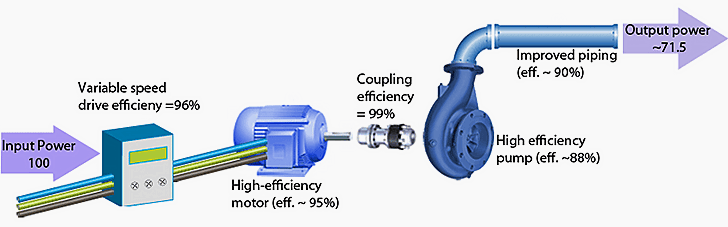 Input Power
100
Variable speed
drive efficieny =96%
High-efficiency
motor (eff. ~ 95%)
Coupling
efficiency
= 99%
High efficiency
pump (eff. ~88%)
Improved piping
(eff. ~ 90%)
Output power
~71.5